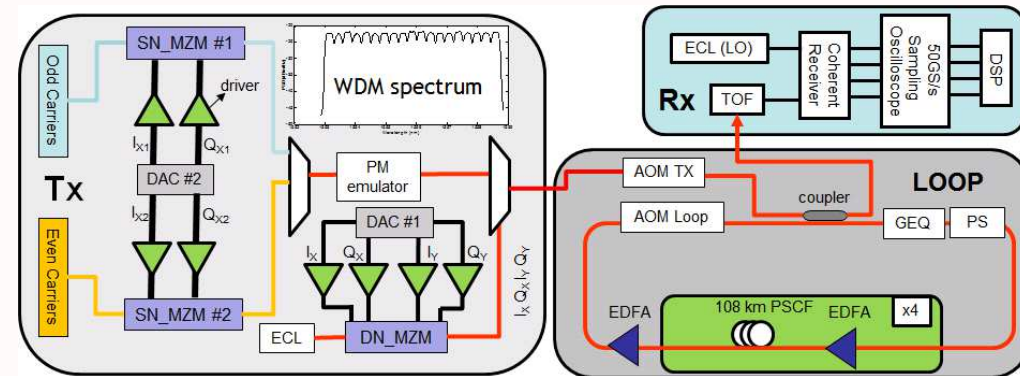 Odd Carriers
SN_MZM #1
driver
I_X1
Q_X1
Tx
DAC #2
I_X2
Q_X2
Even Carriers
SN_MZM #2
WDM spectrum
PM
emulator
DAC #1
I_X
Q_X
I_Y
Q_Y
I_X Q_X I_Y Q_Y
ECL
DN_MZM
ECL (LO)
Rx
TOF
Coherent
Receiver
50GS/s
Sampling
Oscilloscope
DSP
AOM TX
LOOP
coupler
AOM Loop
GEQ
PS
EDFA
108 km PSCF
EDFA
x4